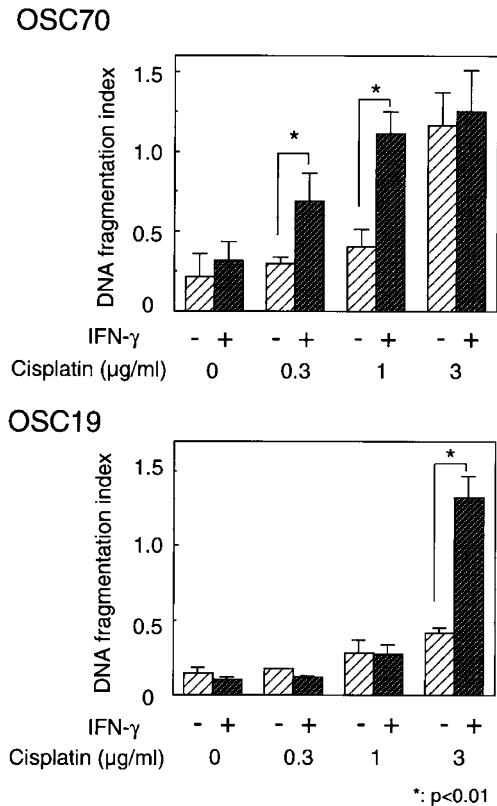 OSC70
DNA fragmentation index
1.5
1.0
0.5
0
* *
IFN-γ - + - + - + - +
Cisplatin (μg/ml) 0 0.3 1 3
OSC19
DNA fragmentation index
1.5
1.0
0.5
0
*
IFN-γ - + - + - + - +
Cisplatin (μg/ml) 0 0.3 1 3
*: p<0.01